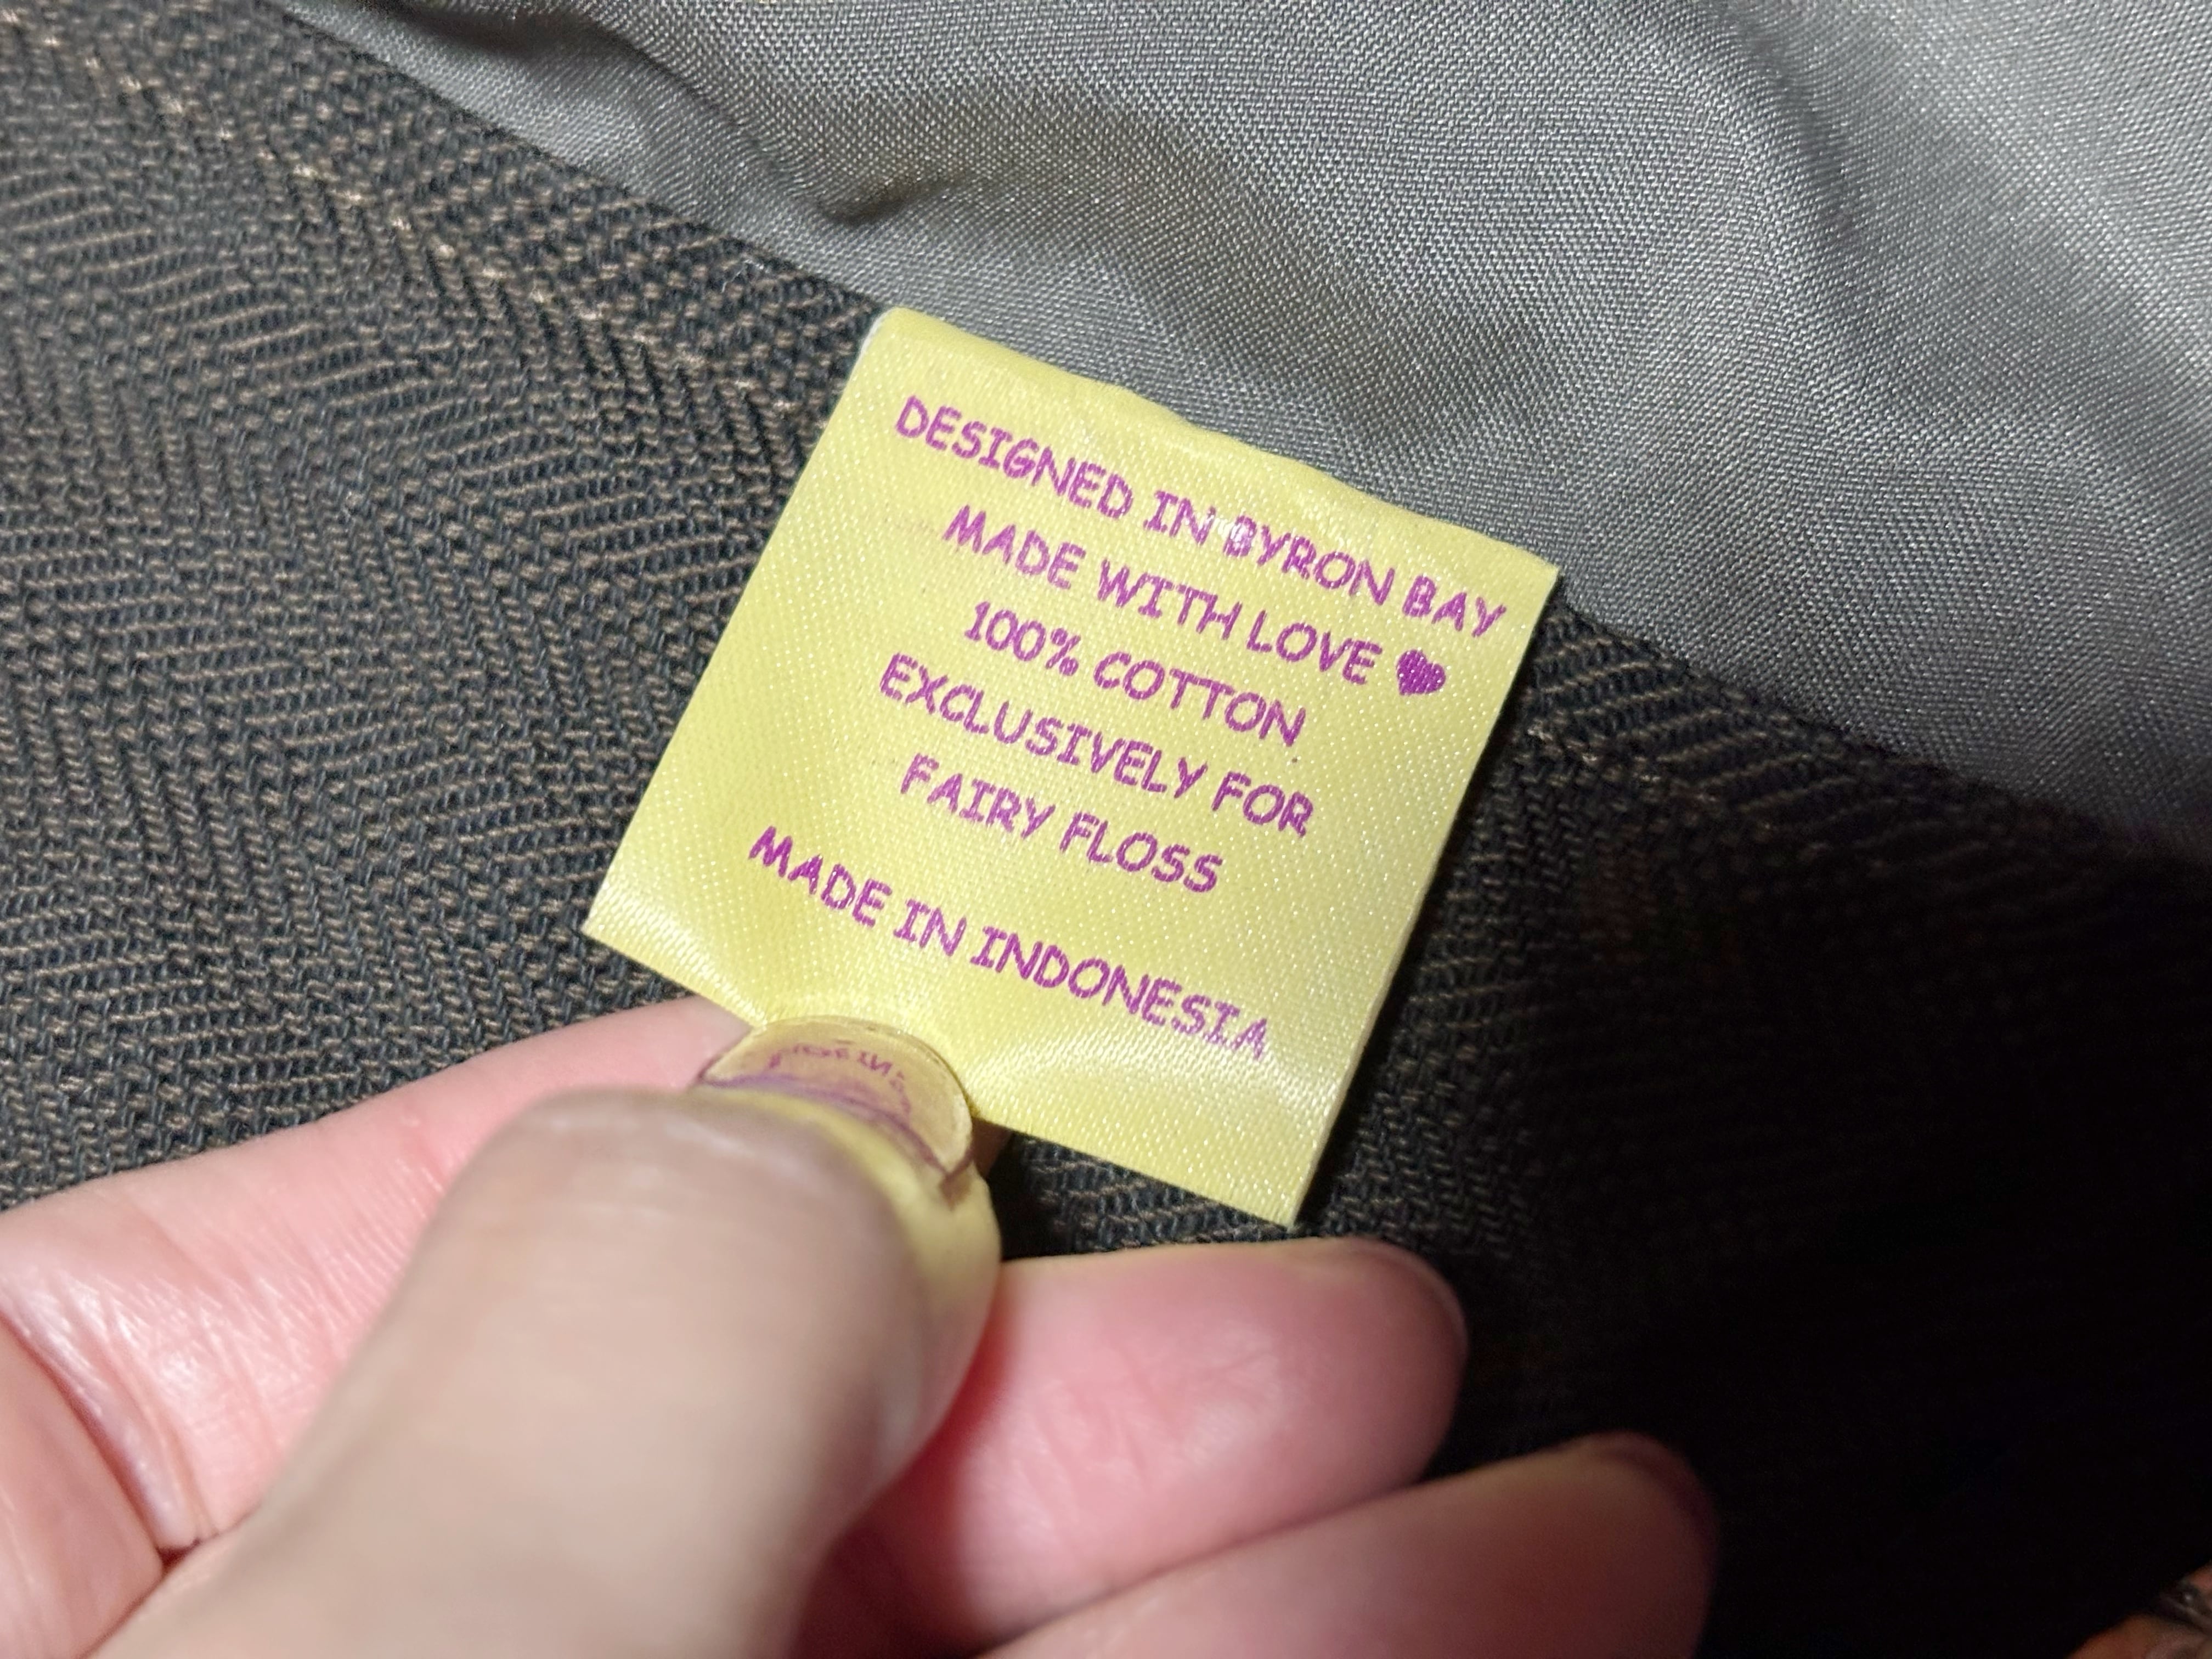 DESIGNED IN BYRON BAY
MADE WITH LOVE ♥
100% COTTON
EXCLUSIVELY FOR
FAIRY FLOSS
MADE IN INDONESIA